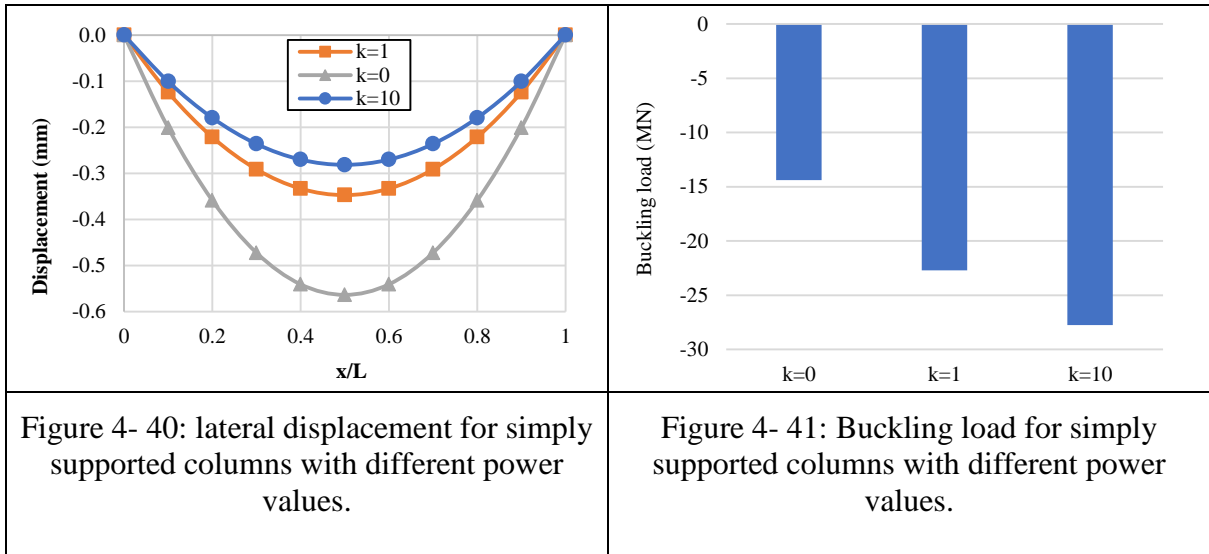 0.0
-0.1
-0.2
-0.3
-0.4
-0.5
-0.6
Displacement (mm)
k=1
k=0
k=10
0 0.2 0.4 0.6 0.8 1
x/L
0
-5
-10
-15
-20
-25
-30
Buckling load (MN)
k=0 k=1 k=10
Figure 4- 40: lateral displacement for simply
supported columns with different power
values.
Figure 4- 41: Buckling load for simply
supported columns with different power
values.